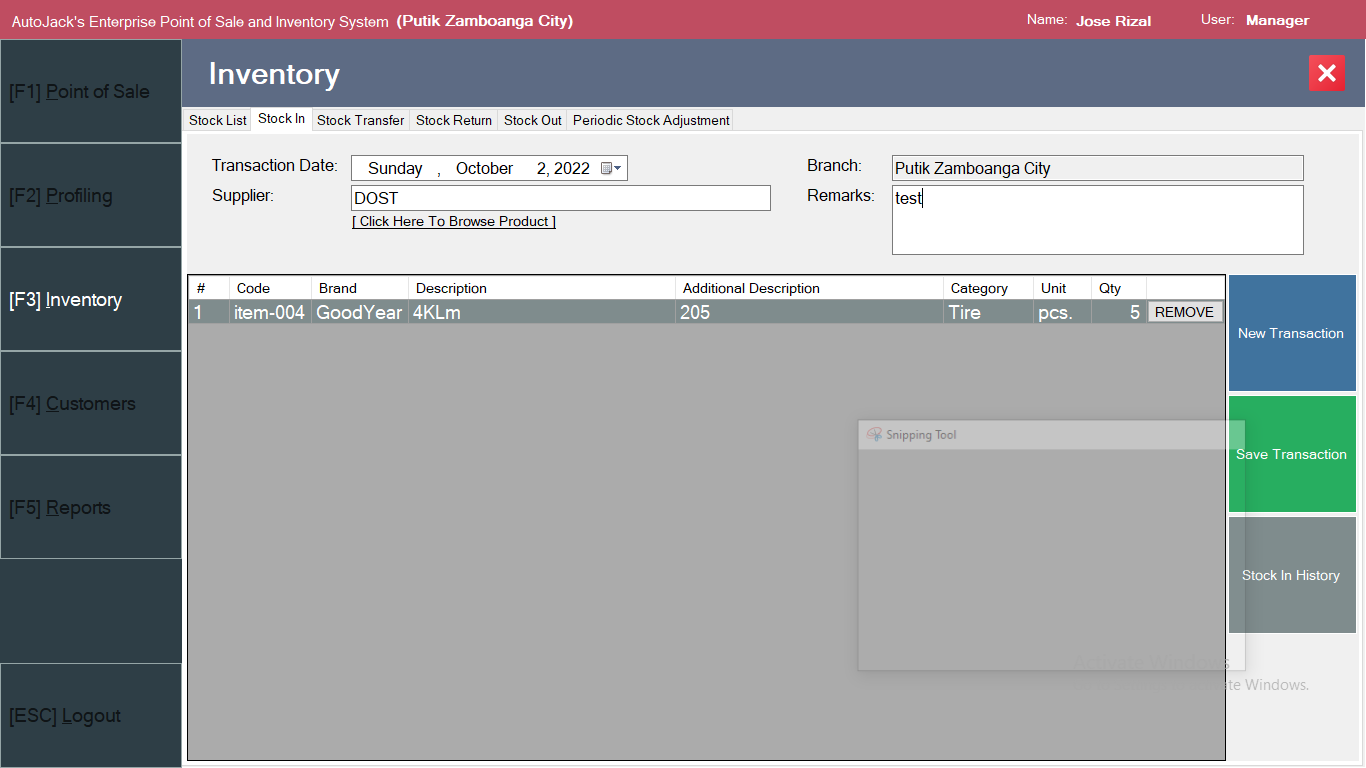 AutoJack's Enterprise Point of Sale and Inventory System (Putik Zamboanga City) Name: Jose Rizal User: Manager
[F1] Point of Sale
[F2] Profiling
[F3] Inventory
[F4] Customers
[F5] Reports
[ESC] Logout
Inventory
Stock List Stock In Stock Transfer Stock Return Stock Out Periodic Stock Adjustment
Transaction Date: Sunday , October 2, 2022 Branch: Putik Zamboanga City
Supplier: DOST Remarks: test
[ Click Here To Browse Product ]
# Code Brand Description Additional Description Category Unit Qty
1 item-004 GoodYear 4KLm 205 Tire pcs. 5 REMOVE
New Transaction
Save Transaction
Stock In History
Snipping Tool
Activate Windows
Windows.